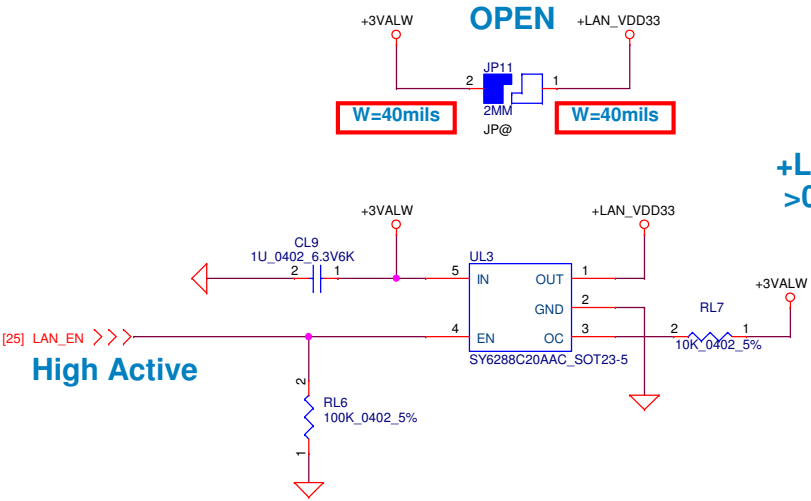 OPEN
+3VALW
+LAN_VDD33
JP11
2
1
2MM
W=40mils
W=40mils
JP@
+L
>0
+3VALW
+LAN_VDD33
CL9
1U_0402_6.3V6K
2
1
UL3
5
IN
OUT
1
+3VALW
GND
2
RL7
[25] LAN_EN
4
EN
OC
3
2
1
10K_0402_5%
SY6288C20AAC_SOT23-5
High Active
2
RL6
100K_0402_5%
1